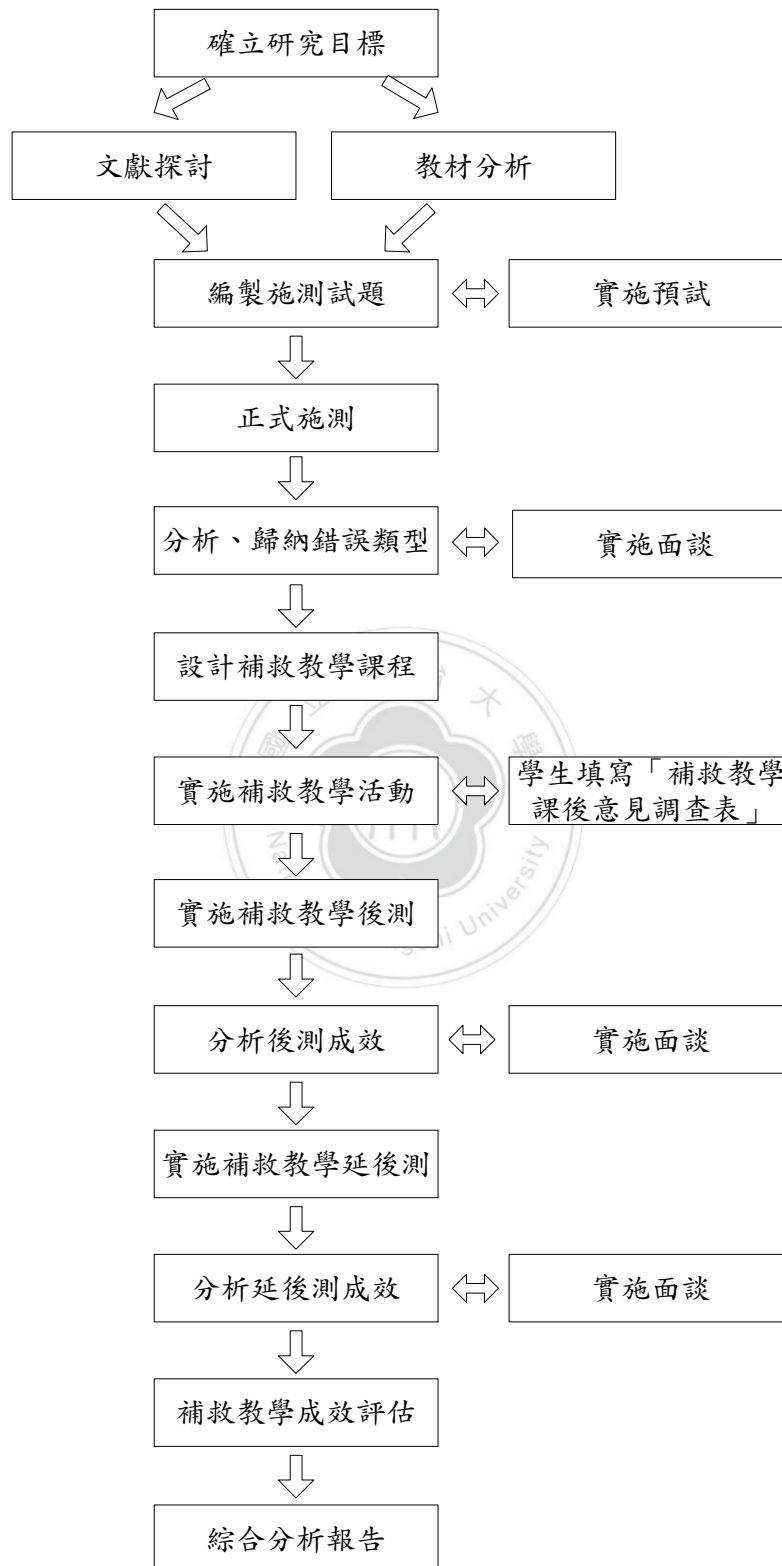 確立研究目標
文獻探討
教材分析
編製施測試題
實施預試
正式施測
分析、歸納錯誤類型
實施面談
設計補救教學課程
實施補救教學活動
學生填寫「補救教學
課後意見調查表」
實施補救教學後測
分析後測成效
實施面談
實施補救教學延後測
分析延後測成效
實施面談
補救教學成效評估
綜合分析報告
立
大
學
University